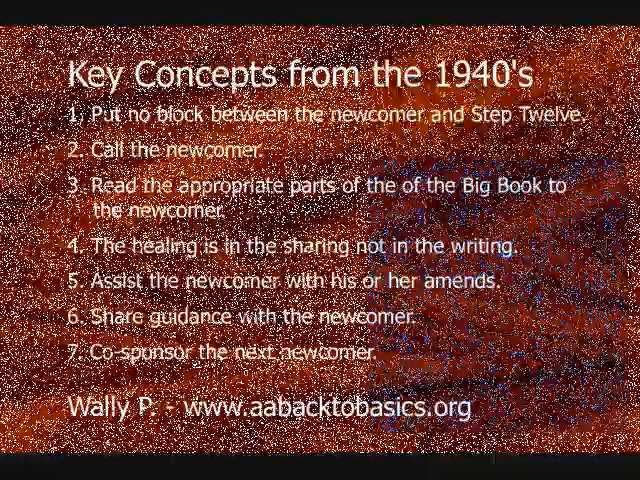 Key Concepts from the 1940's
1. Put no block between the newcomer and Step Twelve.
2. Call the newcomer.
3. Read the appropriate parts of the of the Big Book to
the newcomer.
4. The healing is in the sharing not in the writing.
5. Assist the newcomer with his or her amends.
6. Share guidance with the newcomer.
7. Co-sponsor the next newcomer.
Wally P. - www.aabacktobasics.org